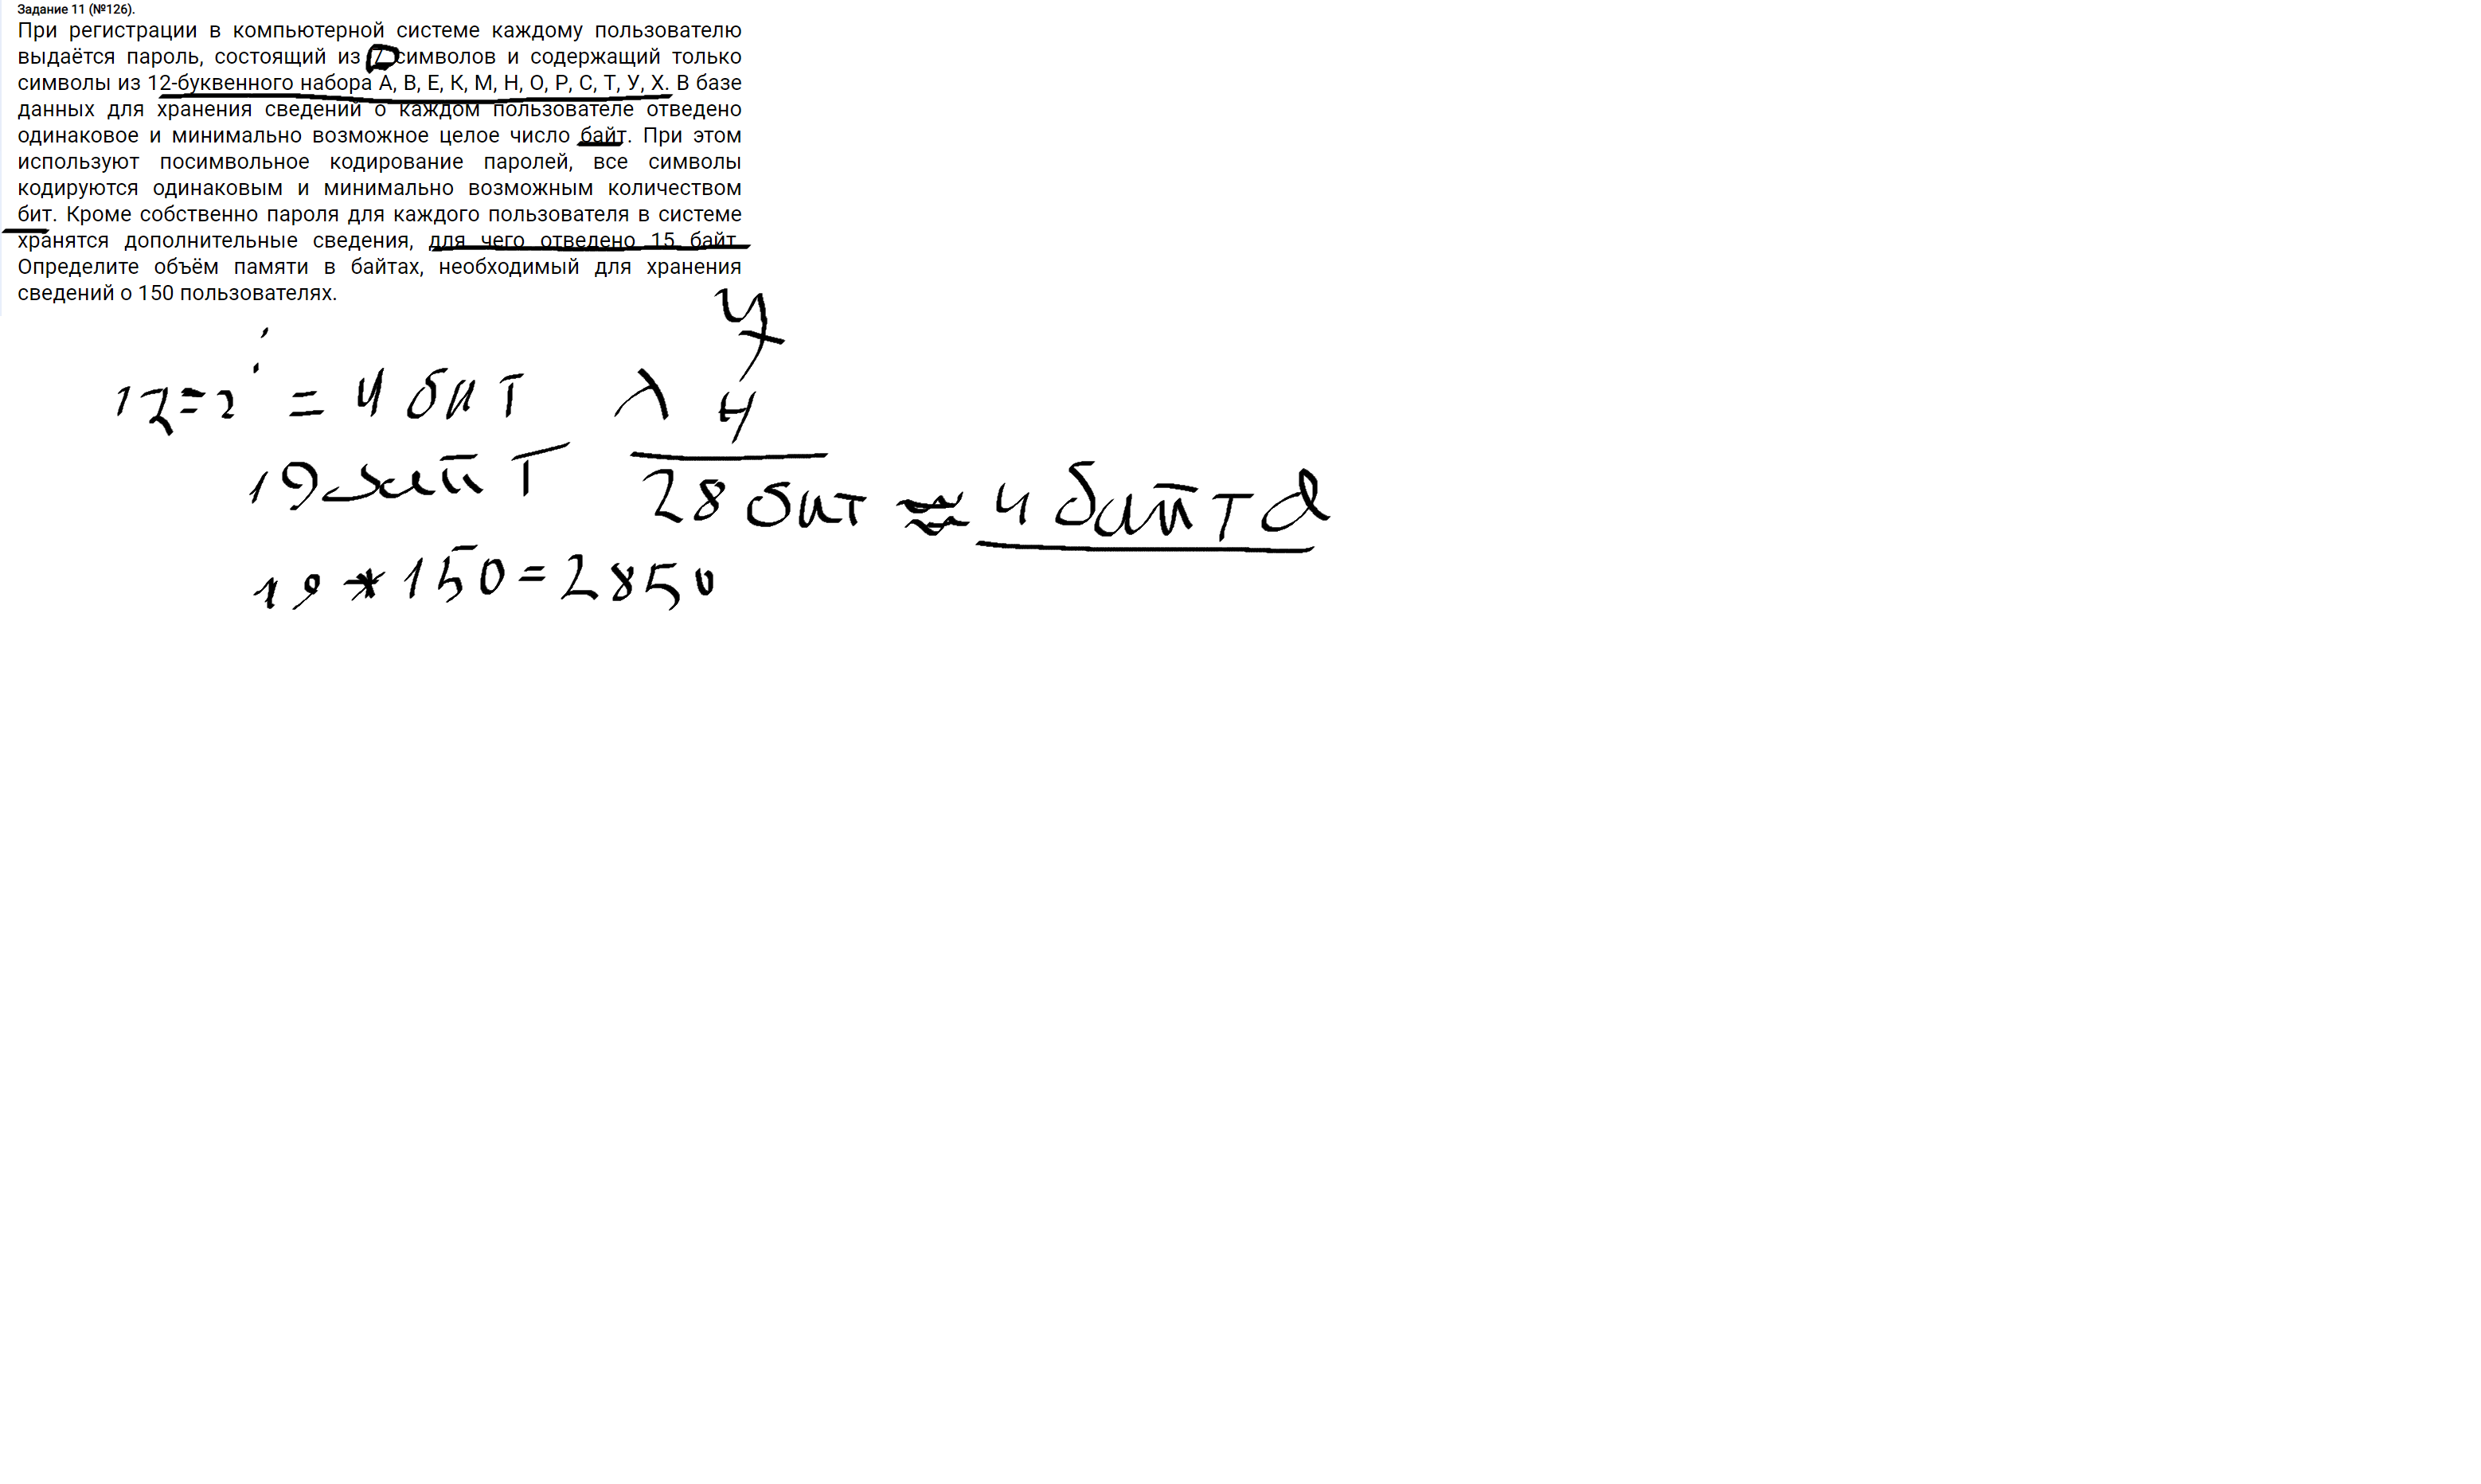 Задание 11 (№126).
При регистрации в компьютерной системе каждому пользователю
выдаётся пароль, состоящий из 7 символов и содержащий только
символы из 12-буквенного набора А, В, Е, К, М, Н, О, Р, С, Т, У, Х. В базе
данных для хранения сведений о каждом пользователе отведено
одинаковое и минимально возможное целое число байт. При этом
используют посимвольное кодирование паролей, все символы
кодируются одинаковым и минимально возможным количеством
бит. Кроме собственно пароля для каждого пользователя в системе
хранятся дополнительные сведения, для чего отведено 15 байт.
Определите объём памяти в байтах, необходимый для хранения
сведений о 150 пользователях.
7
12=2^i = 4 бит
4
19 байт
28 бит ≈ 4 байта
19*150=2850